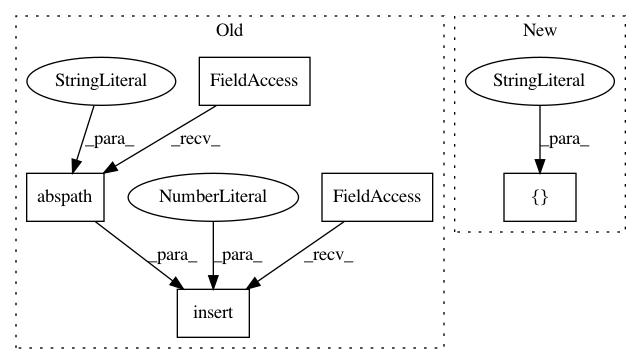 Old
New
StringLiteral
FieldAccess
StringLiteral
_para_
_recv_
_para_
abspath
NumberLiteral
FieldAccess
{}
_para_
_para_
_recv_
insert